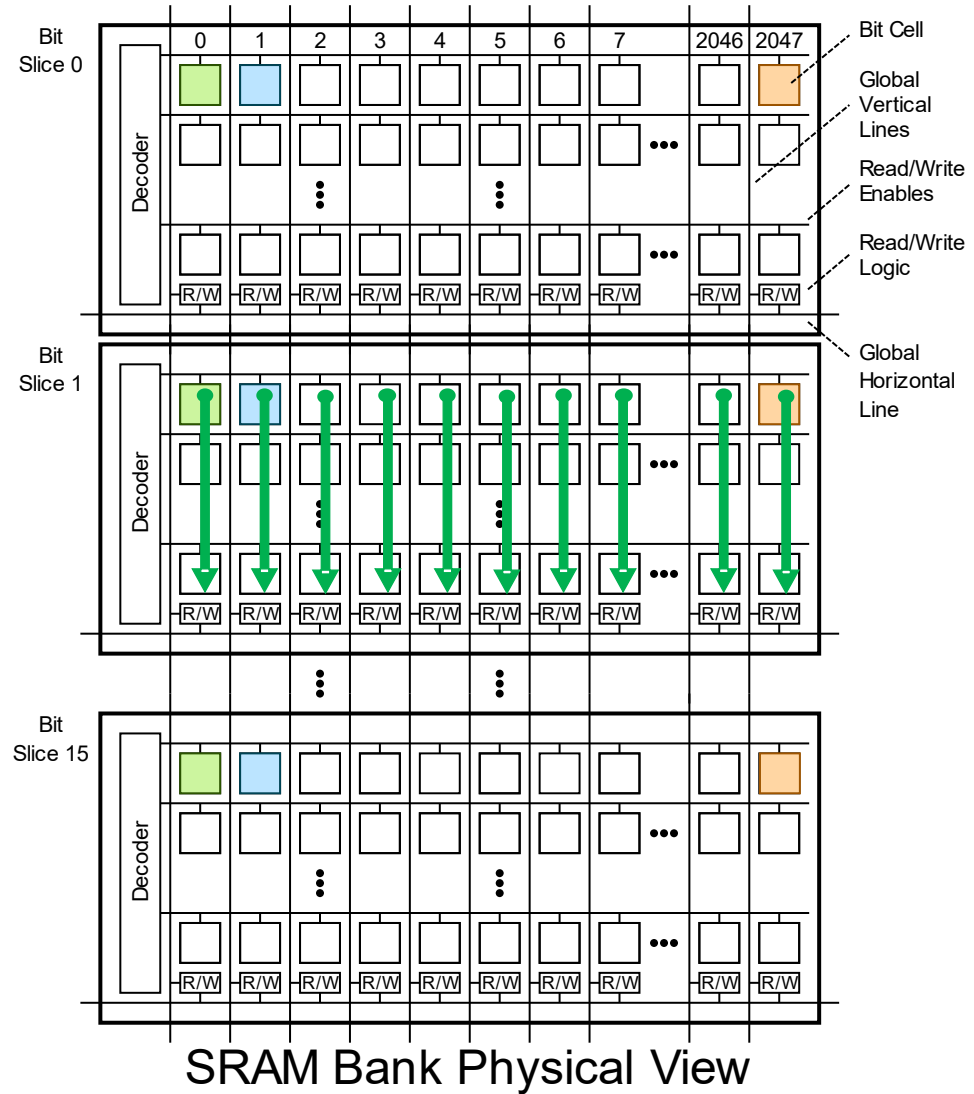 Bit
Slice 0
0 1 2 3 4 5 6 7 2046 2047
Decoder
R/W R/W R/W R/W R/W R/W R/W R/W R/W R/W
Bit Cell
Global
Vertical
Lines
Read/Write
Enables
Read/Write
Logic
Global
Horizontal
Line
Bit
Slice 1
Decoder
R/W R/W R/W R/W R/W R/W R/W R/W R/W R/W
Bit
Slice 15
Decoder
R/W R/W R/W R/W R/W R/W R/W R/W R/W R/W
SRAM Bank Physical View